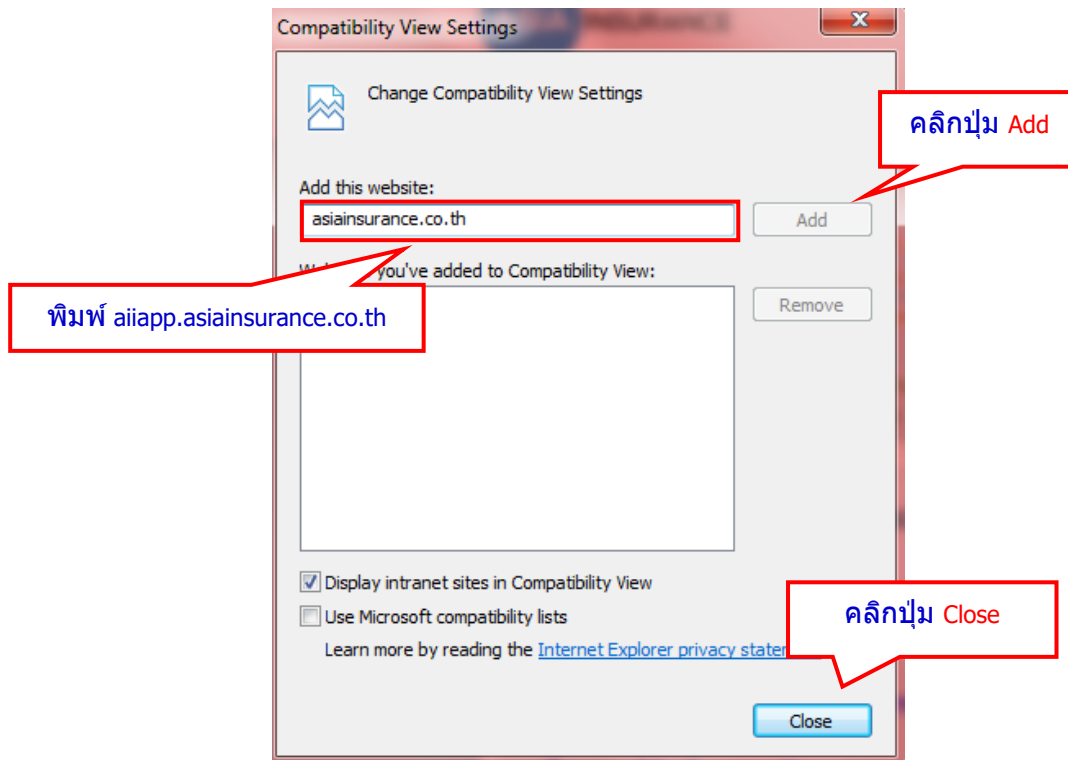 Compatibility View Settings
Change Compatibility View Settings
คลิกปุ่ม Add
Add this website:
asiainsurance.co.th
Add
you've added to Compatibility View:
Remove
พิมพ์ aiiapp.asiainsurance.co.th
Display intranet sites in Compatibility View
Use Microsoft compatibility lists
Learn more by reading the Internet Explorer privacy
คลิกปุ่ม Close
Close